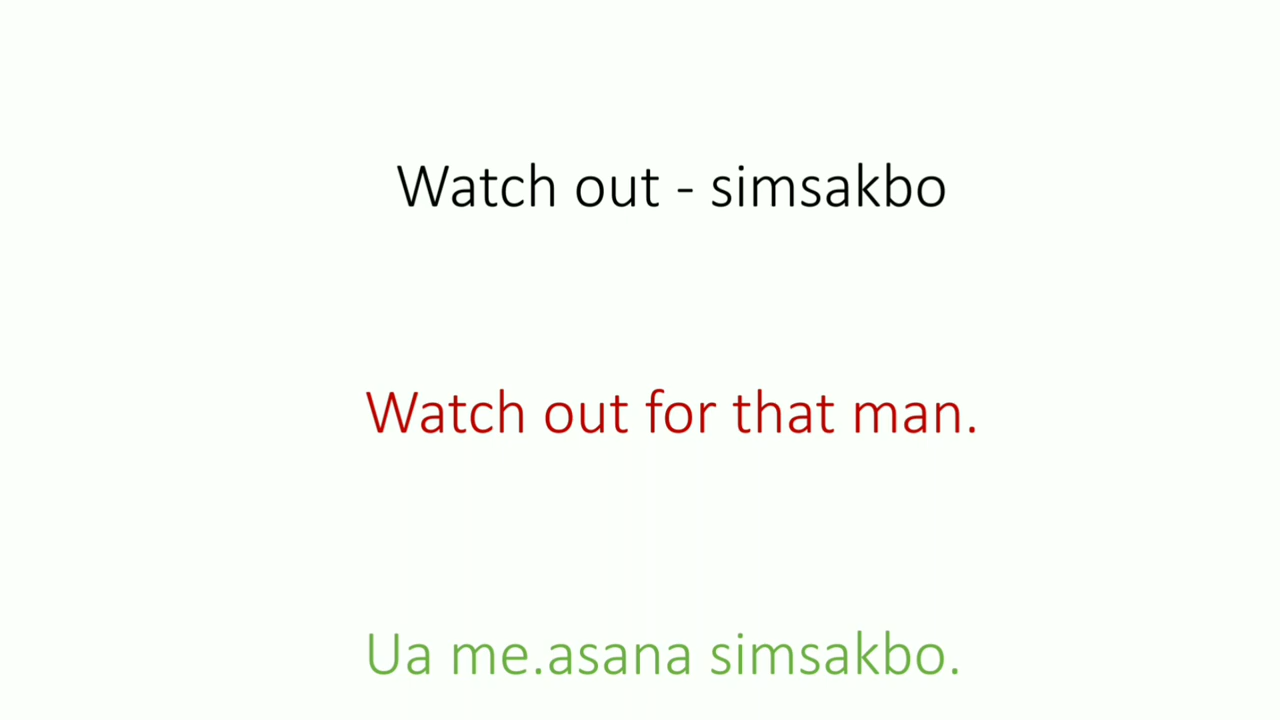 Watch out - simsakbo
Watch out for that man.
Ua me.asana simsakbo.